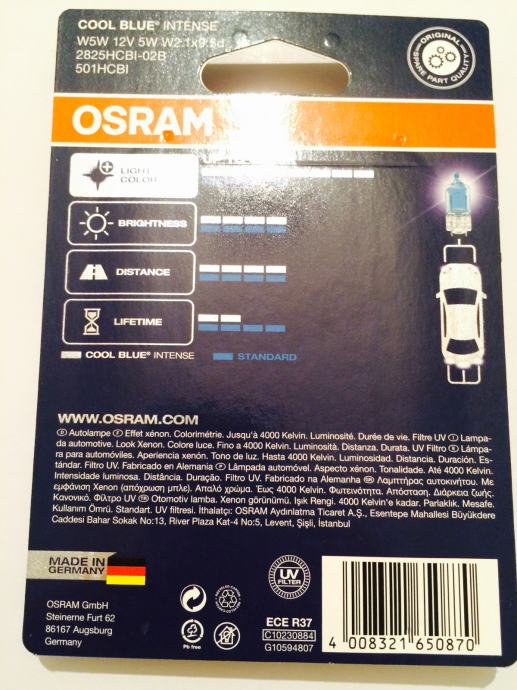 COOL BLUE® INTENSE
W5W 12V 5W W2.1x9.5d
2825HCBI-02B
501HCBI
ORIGINAL
SPARE PART QUALITY
OSRAM
LIGHT
COLOR
BRIGHTNESS
DISTANCE
LIFETIME
COOL BLUE® INTENSE STANDARD
WWW.OSRAM.COM
Ⓓ Autolampe Ⓕ Effet xénon. Colorimétrie. Jusqu'à 4000 Kelvin. Luminosité. Durée de vie. Filtre UV Ⓘ Lampa-
da automotive. Look Xenon. Colore luce. Fino a 4000 Kelvin. Luminosità. Distanza. Durata. UV Filtro Ⓔ Lámpa-
ra para automóviles. Aperiencia xenón. Tono de luz. Hasta 4000 Kelvin. Luminosidad. Distancia. Duración. Es-
tándar. Filtro UV. Fabricado en Alemania Ⓟ Lâmpada automóvel. Aspecto xénon. Tonalidade. Até 4000 Kelvin.
Intensidade luminosa. Distância. Duração. Filtro UV. Fabricado na Alemanha GR Λαμπτήρας αυτοκινήτου. Με
εμφάνιση Xenon (απόχρωση μπλε). Απαλό χρώμα. Εως 4000 Kelvin. Φωτεινότητα. Απόσταση. Διάρκεια ζωής.
Κανονικό. Φίλτρο UV TR Otomotiv lamba. Xenon görünümü. Işık Rengi. 4000 Kelvin'e kadar. Parlaklık. Mesafe.
Kullanım Ömrü. Standart. UV filtresi. İthalatçı: OSRAM Aydınlatma Ticaret A.Ş., Esentepe Mahallesi Büyükdere
Caddesi Bahar Sokak No:13, River Plaza Kat-4 No:5, Levent, Şişli, İstanbul
MADE IN
GERMANY
OSRAM GmbH
Steinerne Furt 62
86167 Augsburg
Germany
Pb free
UV
FILTER
ECE R37
C10230884
G10594807
4 008321 650870